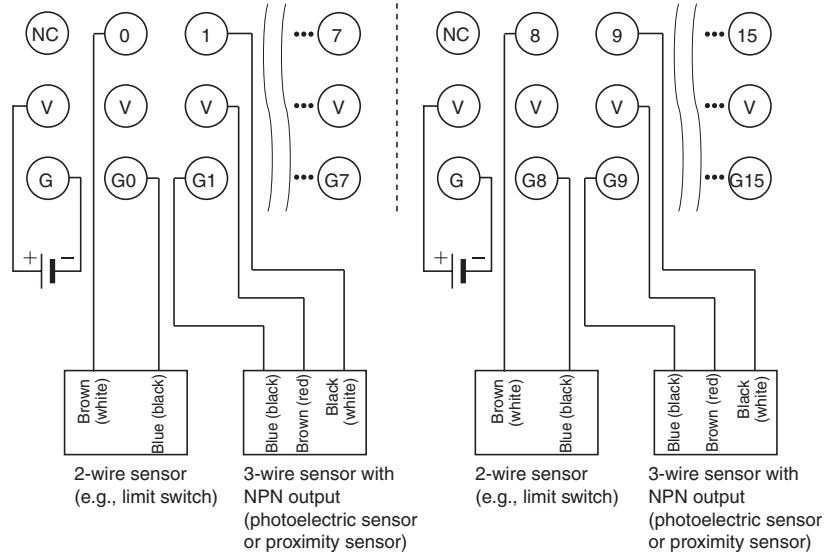 NC 0 1 ••• 7 NC 8 9 ••• 15
V V V ••• V V V V ••• V
G G0 G1 ••• G7 G G8 G9 ••• G15
+ − + −
Brown (white)
Blue (black)
Blue (black)
Brown (red)
Black (white)
Brown (white)
Blue (black)
Blue (black)
Brown (red)
Black (white)
2-wire sensor
(e.g., limit switch)
3-wire sensor with
NPN output
(photoelectric sensor
or proximity sensor)
2-wire sensor
(e.g., limit switch)
3-wire sensor with
NPN output
(photoelectric sensor
or proximity sensor)